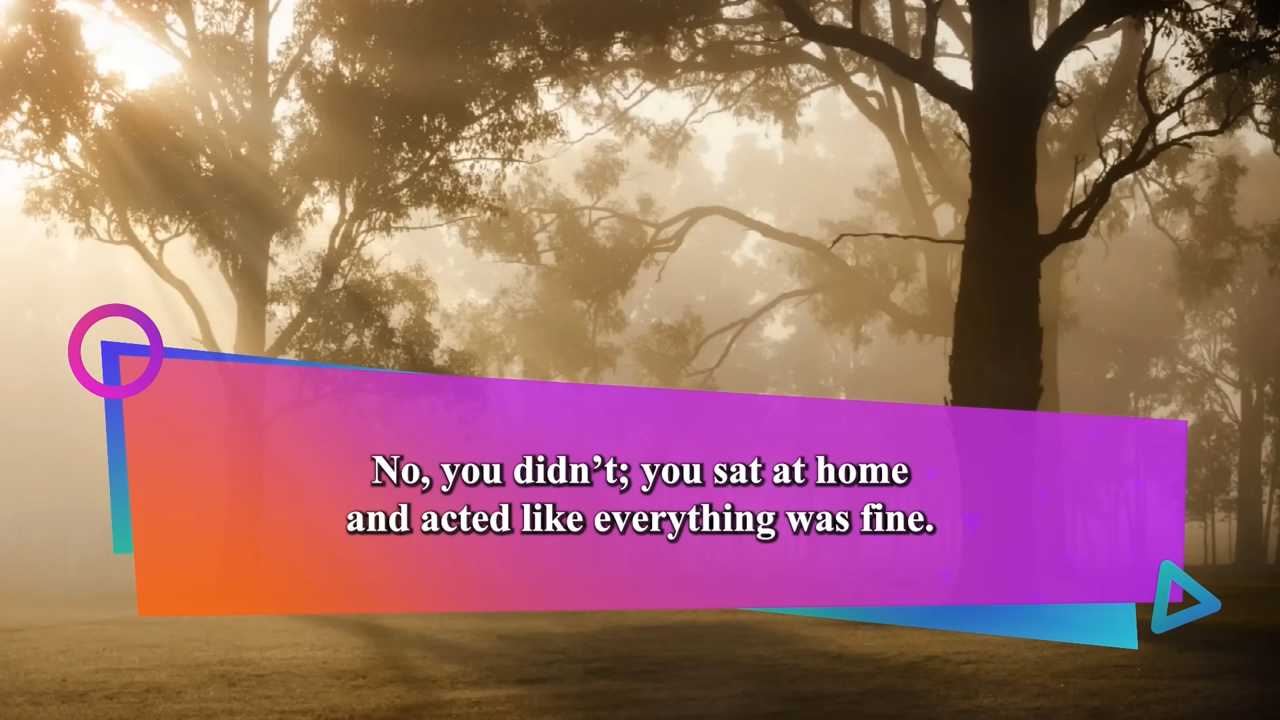 No, you didn’t; you sat at home
and acted like everything was fine.